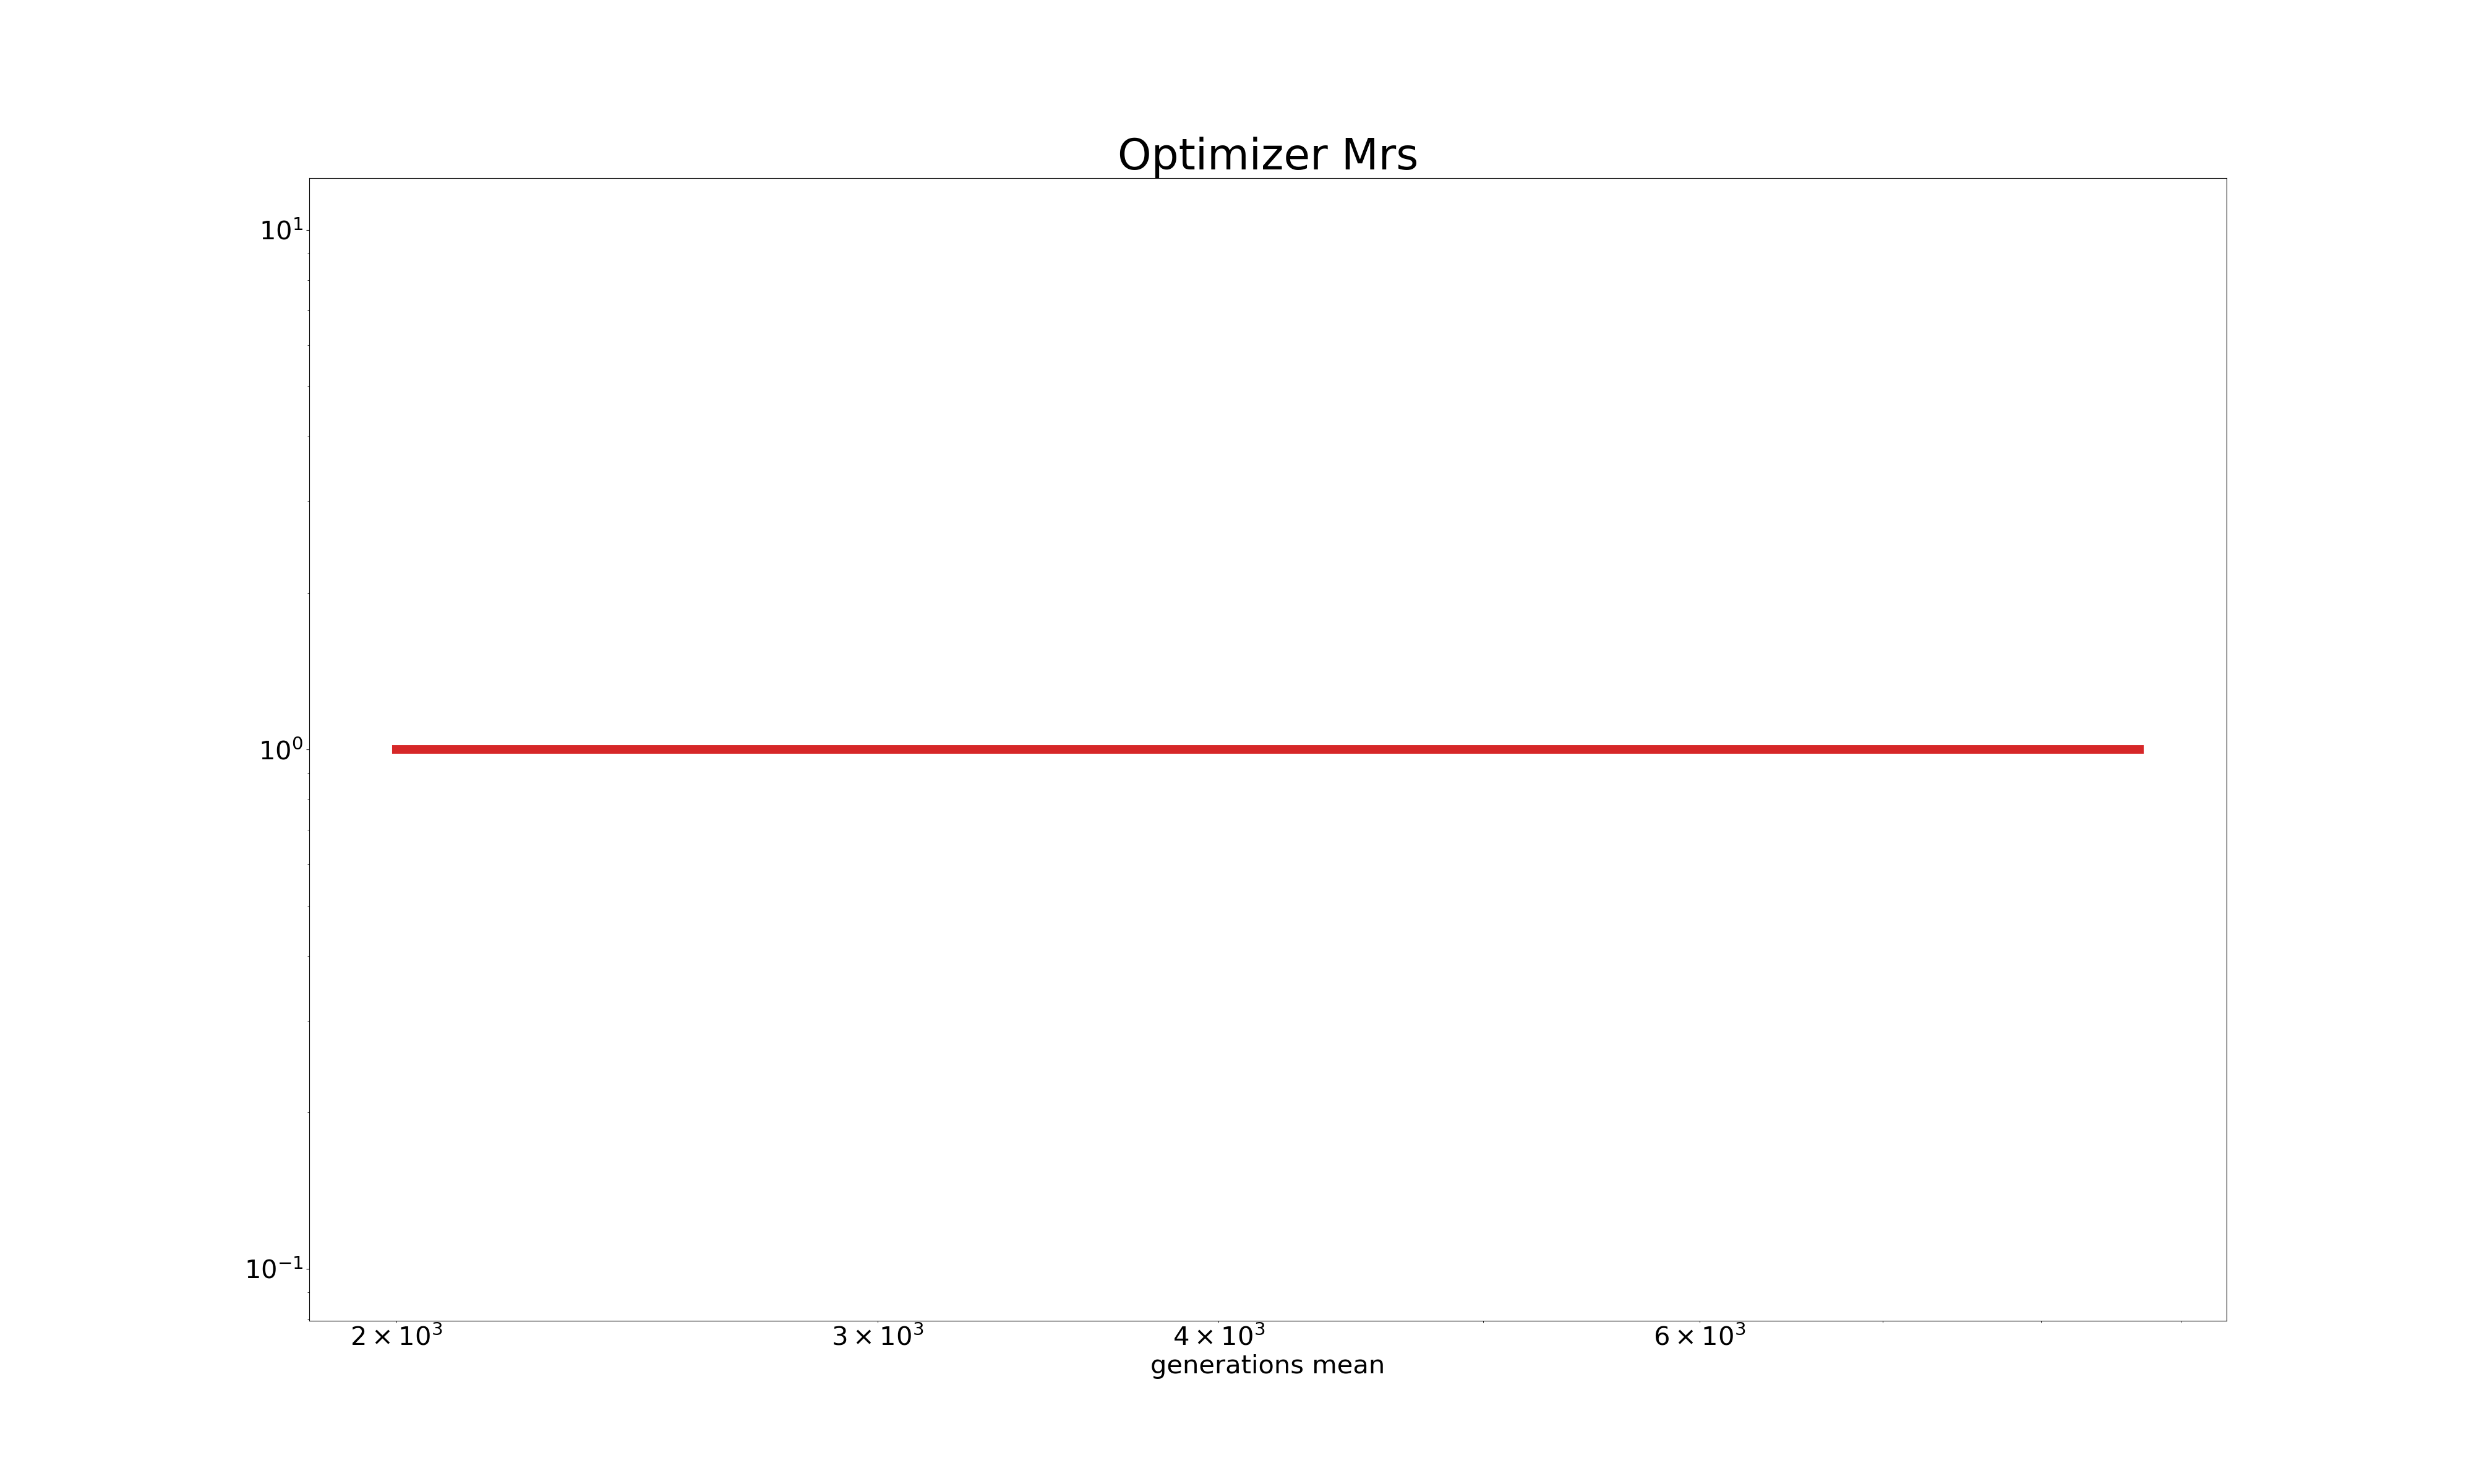 Optimizer Mrs
10¹
10⁰
10⁻¹
2 × 10³ 3 × 10³ 4 × 10³ 6 × 10³
generations mean